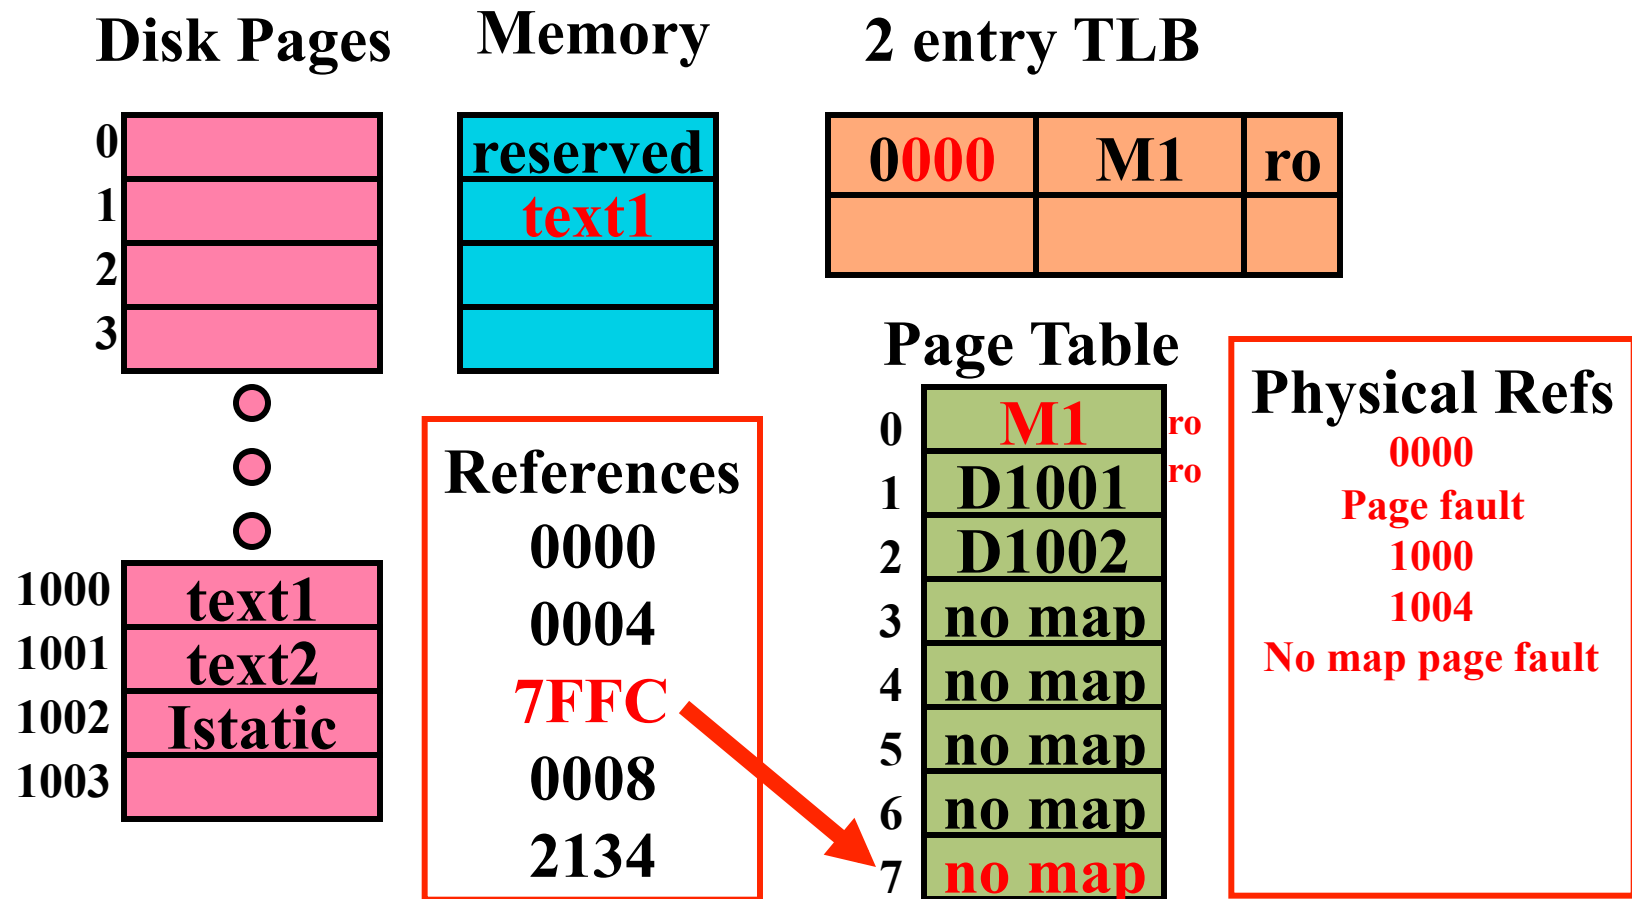 Disk Pages
0
1
2
3
1000 text1
1001 text2
1002 Istatic
1003
Memory
reserved
text1
References
0000
0004
7FFC
0008
2134
2 entry TLB
0000 M1 ro
Page Table
0 M1 ro
1 D1001 ro
2 D1002
3 no map
4 no map
5 no map
6 no map
7 no map
Physical Refs
0000
Page fault
1000
1004
No map page fault